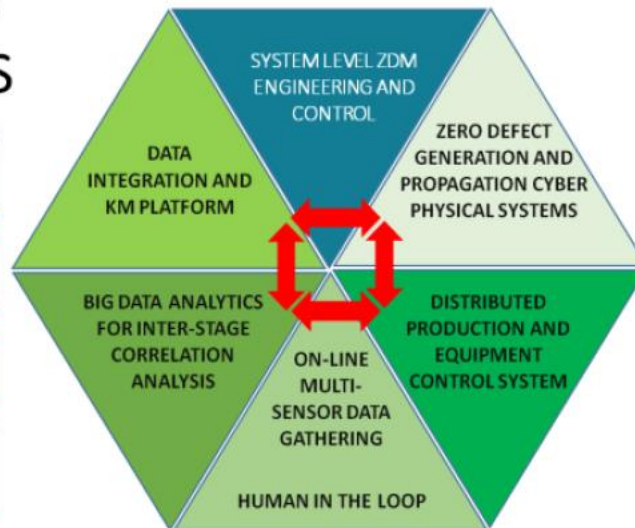 S
SYSTEM LEVEL ZDM
ENGINEERING AND
CONTROL
ZERO DEFECT
GENERATION AND
PROPAGATION CYBER
PHYSICAL SYSTEMS
DATA
INTEGRATION AND
KM PLATFORM
BIG DATA ANALYTICS
FOR INTER-STAGE
CORRELATION
ANALYSIS
ON-LINE
MULTI-
SENSOR DATA
GATHERING
HUMAN IN THE LOOP
DISTRIBUTED
PRODUCTION AND
EQUIPMENT
CONTROL SYSTEM